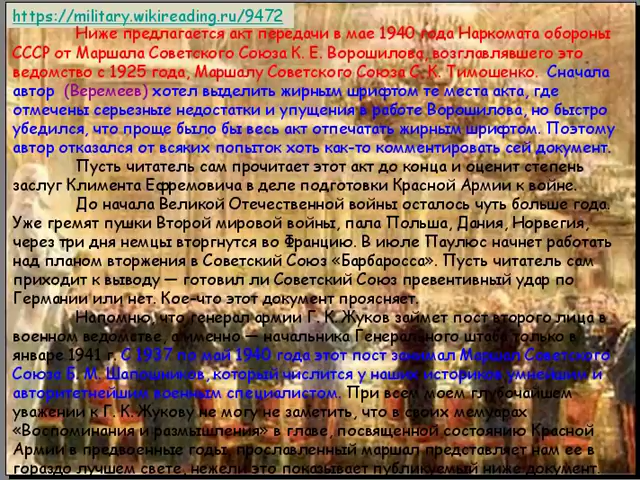 https://military.wikireading.ru/9472
Ниже предлагается акт передачи в мае 1940 года Наркомата обороны
СССР от Маршала Советского Союза К. Е. Ворошилова, возглавлявшего это
ведомство с 1925 года, Маршалу Советского Союза С. К. Тимошенко. Сначала
автор (Веремеев) хотел выделить жирным шрифтом те места акта, где
отмечены серьезные недостатки и упущения в работе Ворошилова, но быстро
убедился, что проще было бы весь акт отпечатать жирным шрифтом. Поэтому
автор отказался от всяких попыток хоть как-то комментировать сей документ.
Пусть читатель сам прочитает этот акт до конца и оценит степень
заслуг Климента Ефремовича в деле подготовки Красной Армии к войне.
До начала Великой Отечественной войны осталось чуть больше года.
Уже гремят пушки Второй мировой войны, пала Польша, Дания, Норвегия,
через три дня немцы вторгнутся во Францию. В июле Паулюс начнет работать
над планом вторжения в Советский Союз «Барбаросса». Пусть читатель сам
приходит к выводу — готовил ли Советский Союз превентивный удар по
Германии или нет. Кое-что этот документ проясняет.
Напомню, что генерал армии Г. К. Жуков займет пост второго лица в
военном ведомстве, а именно — начальника Генерального штаба только в
январе 1941 г. С 1937 по май 1940 года этот пост занимал Маршал Советского
Союза Б. М. Шапошников, который числится у наших историков умнейшим и
авторитетнейшим военным специалистом. При всем моем глубочайшем
уважении к Г. К. Жукову не могу не заметить, что в своих мемуарах
«Воспоминания и размышления» в главе, посвященной состоянию Красной
Армии в предвоенные годы, прославленный маршал представляет нам ее в
гораздо лучшем свете, нежели это показывает публикуемый ниже документ.